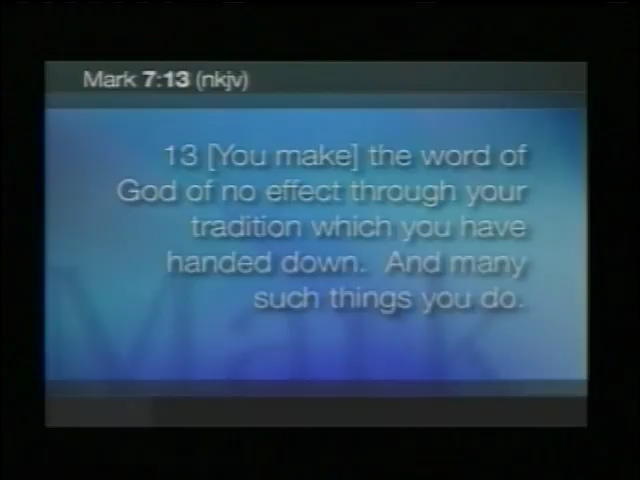 Mark 7:13 (nkjv)
13 [You make] the word of
God of no effect through your
tradition which you have
handed down. And many
such things you do.
Mark